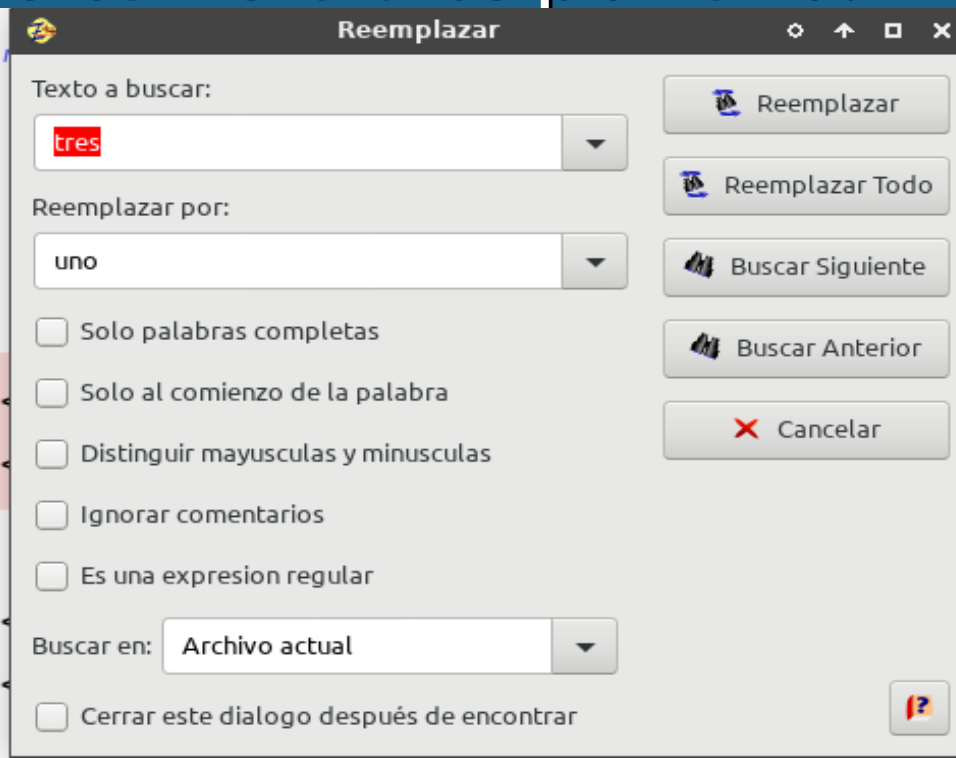 Reemplazar
Texto a buscar:
Reemplazar
tres
Reemplazar Todo
Reemplazar por:
uno
Buscar Siguiente
Solo palabras completas
Buscar Anterior
Solo al comienzo de la palabra
Cancelar
Distinguir mayusculas y minusculas
Ignorar comentarios
Es una expresion regular
Buscar en: Archivo actual
Cerrar este dialogo después de encontrar